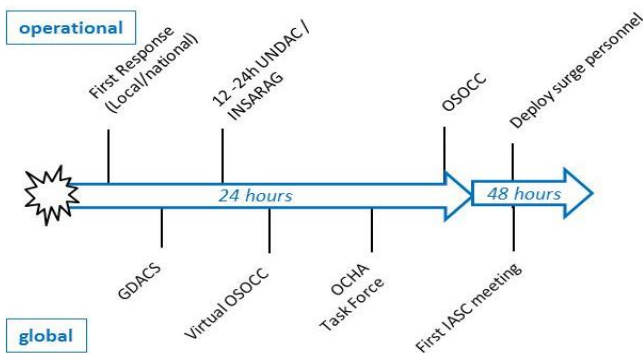 operational
First Response
(Local/national)
12 -24h UNDAC /
INSARAG
OSOCC
Deploy surge personnel
24 hours
48 hours
GDACS
Virtual OSOCC
OCHA
Task Force
First IASC meeting
global